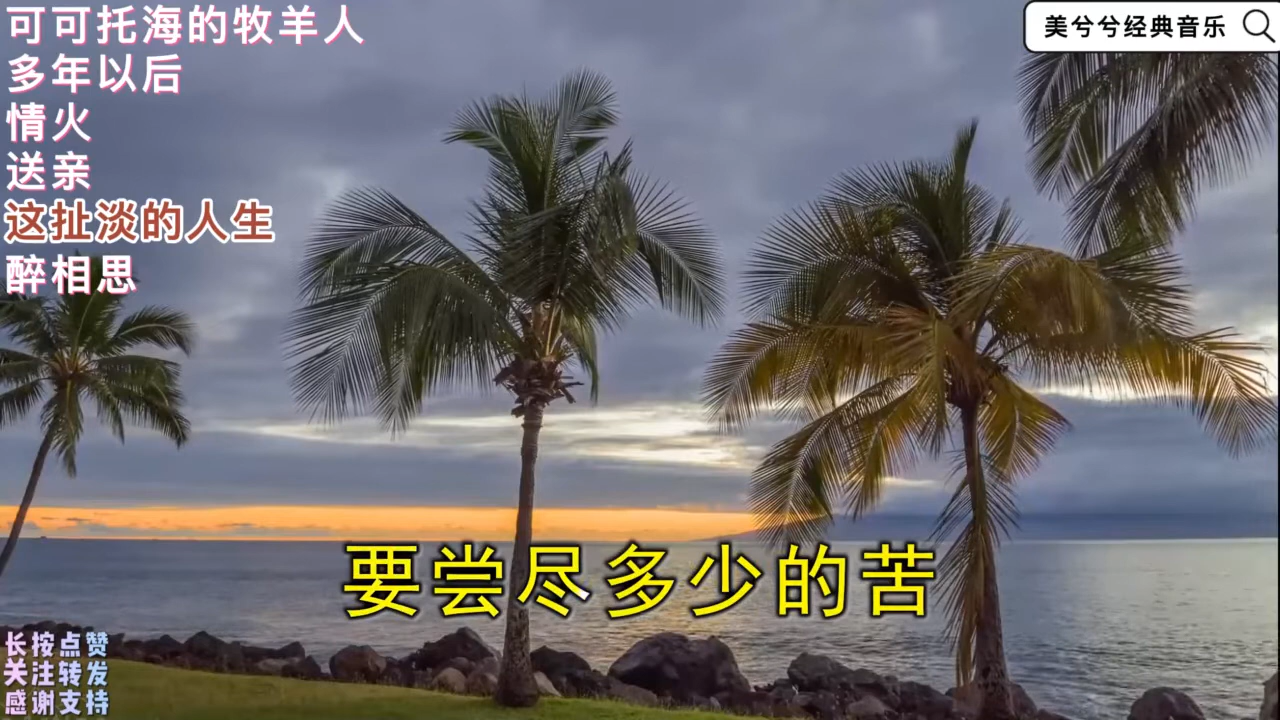 可可托海的牧羊人
多年以后
情火
送亲
这扯淡的人生
醉相思
美兮兮经典音乐
要尝尽多少的苦
长按点赞
关注转发
感谢支持